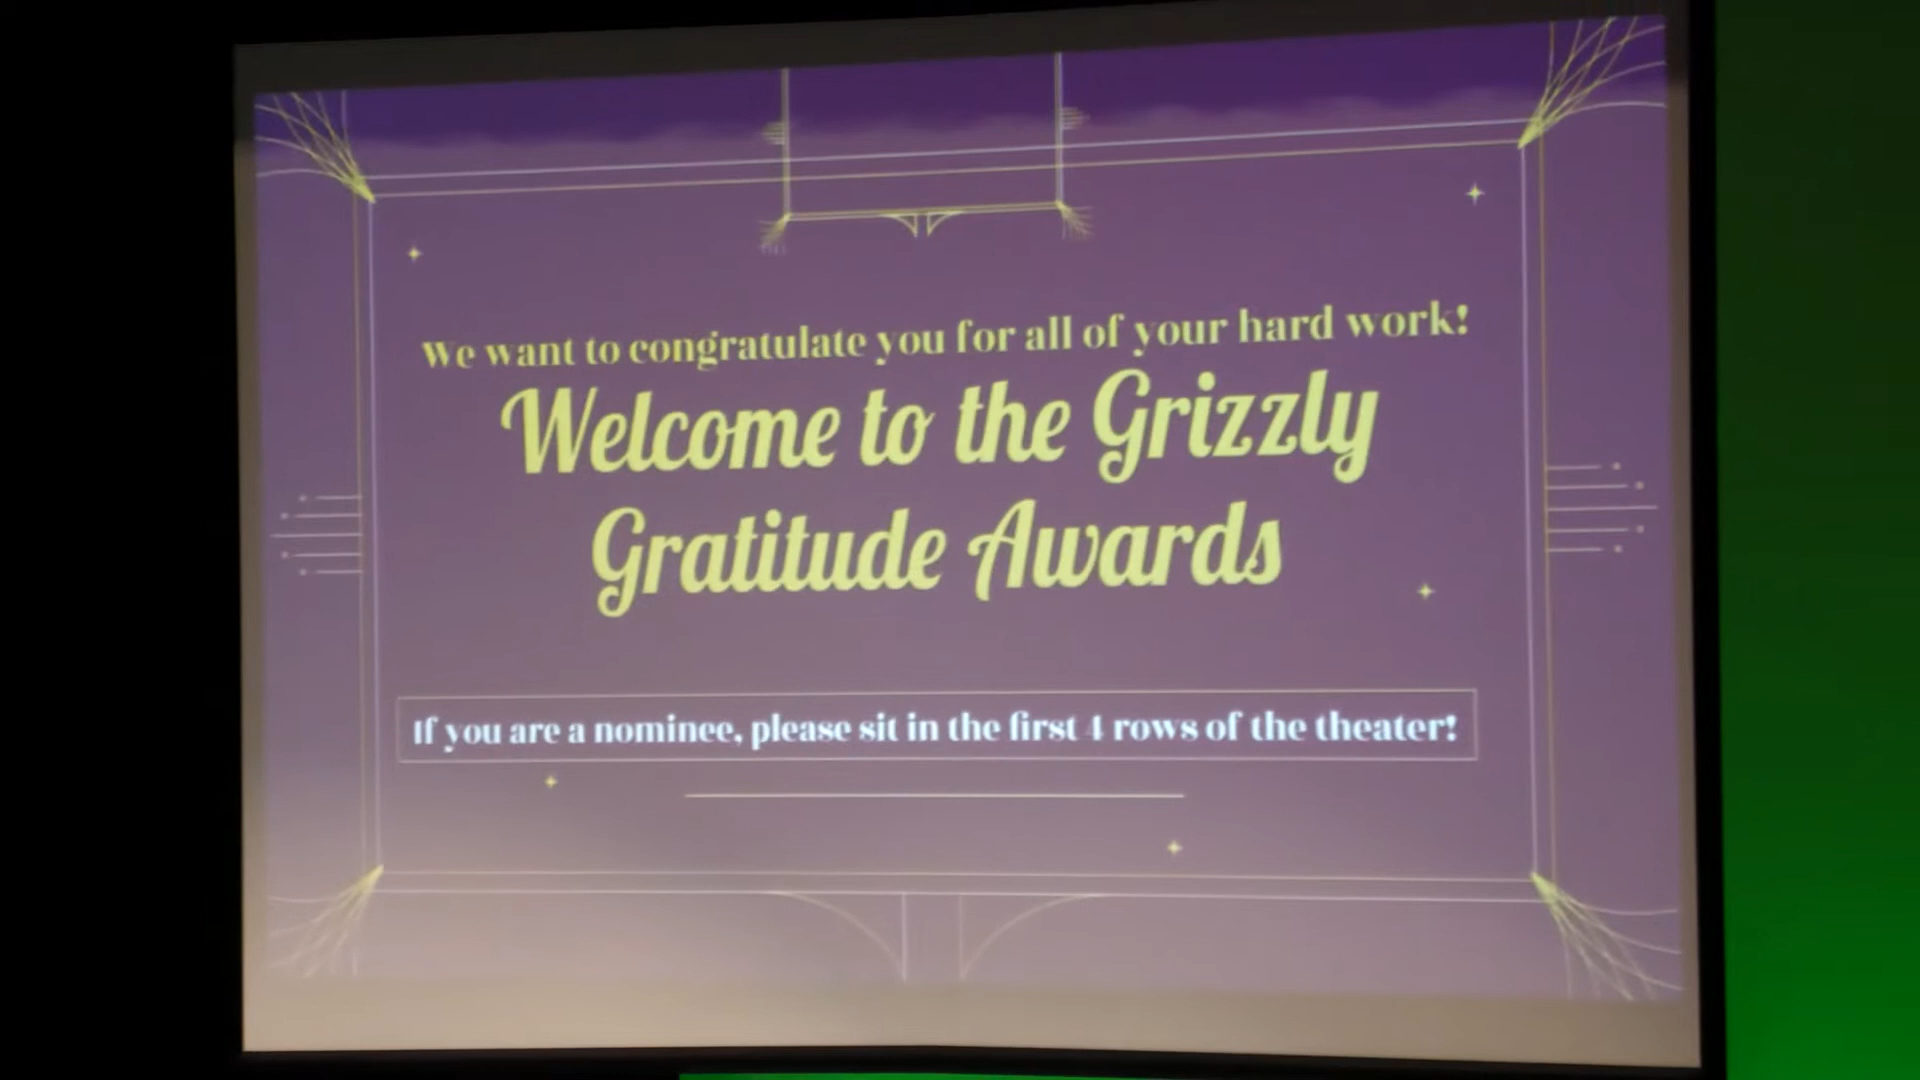 We want to congratulate you for all of your hard work!
Welcome to the Grizzly
Gratitude Awards
If you are a nominee, please sit in the first 4 rows of the theater!